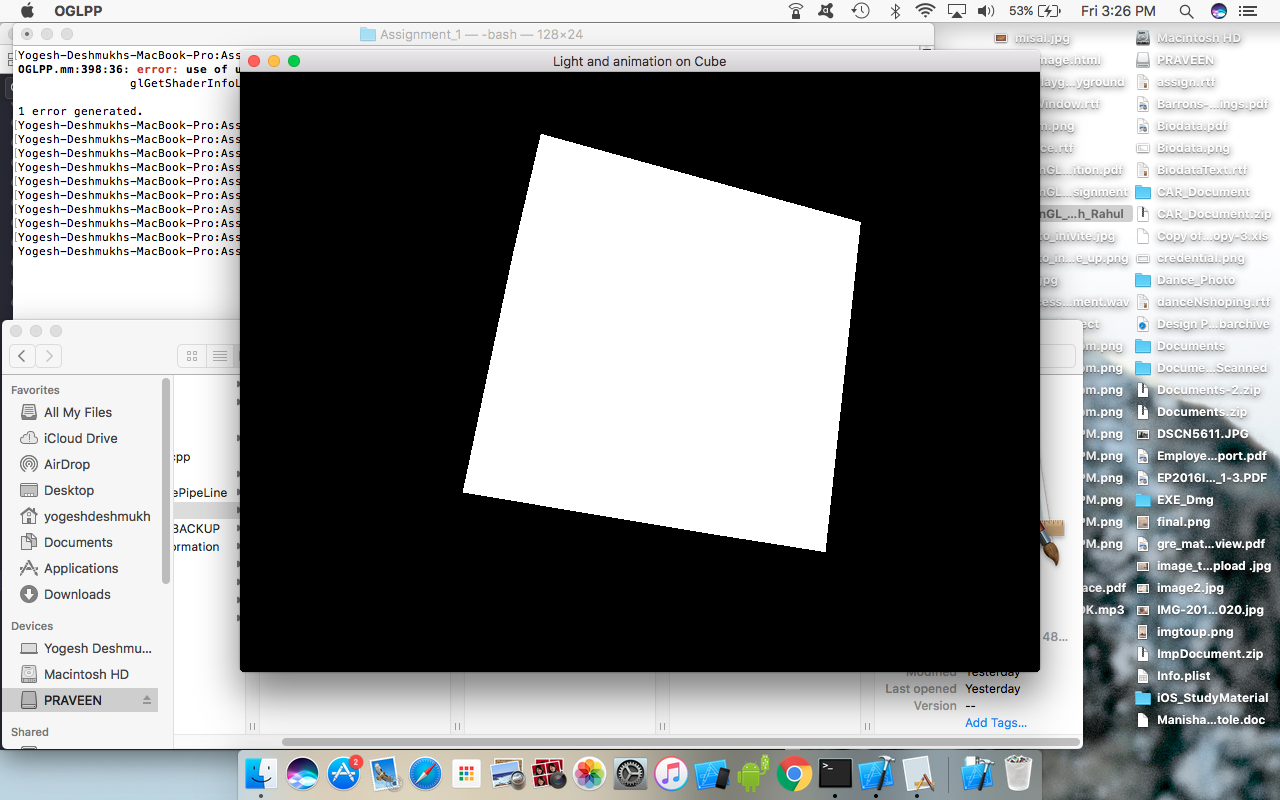 OGLPP
53%
Fri 3:26 PM
Assignment_1 — -bash — 128×24
[Yogesh-Deshmukhs-MacBook-Pro:Ass
OGLPP.mm:398:36: error: use of u
glGetShaderInfoL
1 error generated.
[Yogesh-Deshmukhs-MacBook-Pro:Ass
[Yogesh-Deshmukhs-MacBook-Pro:Ass
[Yogesh-Deshmukhs-MacBook-Pro:Ass
[Yogesh-Deshmukhs-MacBook-Pro:Ass
[Yogesh-Deshmukhs-MacBook-Pro:Ass
[Yogesh-Deshmukhs-MacBook-Pro:Ass
[Yogesh-Deshmukhs-MacBook-Pro:Ass
[Yogesh-Deshmukhs-MacBook-Pro:Ass
[Yogesh-Deshmukhs-MacBook-Pro:Ass
Yogesh-Deshmukhs-MacBook-Pro:Ass
Light and animation on Cube
Favorites
All My Files
iCloud Drive
AirDrop
Desktop
yogeshdeshmukh
Documents
Applications
Downloads
Devices
Yogesh Deshmu...
Macintosh HD
PRAVEEN
Shared
cpp
ePipeLine
BACKUP
ormation
48...
Modified Yesterday
Last opened Yesterday
Version --
Add Tags...
misal.jpg
mage.html
layg...yground
Window.rtf
m.png
ce.rtf
nGL...ition.pdf
nGL...signment
nGL_...h_Rahul
to_inivite.jpg
to_in...e_up.png
jpg
cess...ment.wav
ect
am.png
am.png
am.png
am.png
PM.png
PM.png
PM.png
PM.png
PM.png
PM.png
ace.pdf
OK.mp3
Macintosh HD
PRAVEEN
assign.rtf
Barrons-...ings.pdf
Biodata.pdf
Biodata.png
BiodataText.rtf
CAR_Document
CAR_Document.zip
Copy of...opy-3.xls
credential.png
Dance_Photo
danceNshoping.rtf
Design P...barchive
Documents
Docume...Scanned
Documents-2.zip
Documents.zip
DSCN5611.JPG
Employe...port.pdf
EP2016I..._1-3.PDF
EXE_Dmg
final.png
gre_mat...view.pdf
image_t...pload .jpg
image2.jpg
IMG-201...020.jpg
imgtoup.png
ImpDocument.zip
Info.plist
iOS_StudyMaterial
Manisha...tole.doc
2